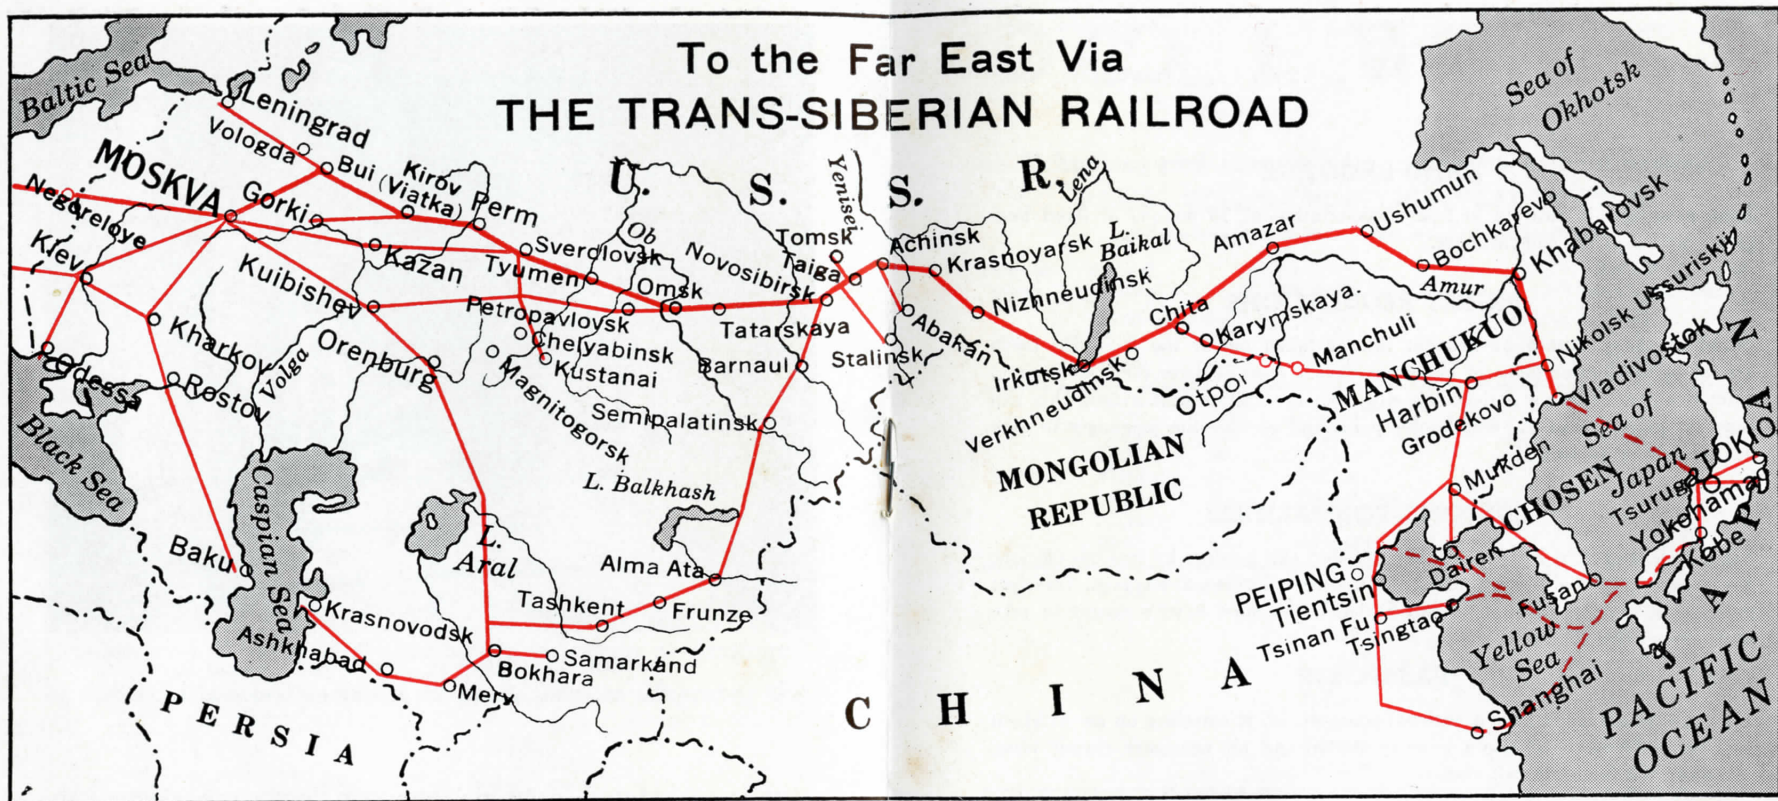 To the Far East Via
THE TRANS-SIBERIAN RAILROAD
Baltic Sea
Leningrad
Vologda
Bui (Viatka)
Kirov
Perm
MOSKVA
Gorki
Negoreloye
Kiev
Kazan
Kuibishev
Sverdlovsk
Tyumen
Omsk
Petropavlovsk
Chelyabinsk
Kustanai
Magnitogorsk
Orenburg
Kharkov
Volga
Odessa
Rostov
Black Sea
Caspian Sea
Baku
Krasnovodsk
Ashkhabad
Merv
Bokhara
Samarkand
Tashkent
Frunze
Alma Ata
L. Aral
L. Balkhash
Semipalatinsk
Barnaul
Tatarskaya
Novosibirsk
Ob
U. S. S. R.
Yenisei
Tomsk
Taiga
Stalinsk
Achinsk
Krasnoyarsk
Abakan
Nizhneudinsk
Lena
L. Baikal
Irkutsk
Verkhneudinsk
Chita
Karymskaya.
Otpor
Manchuli
Amazar
Ushumun
Bochkarevo
Khabarovsk
Amur
Nikolsk Ussuriskij
Vladivostok
MANCHUKUO
Harbin
Grodekovo
Mukden
CHOSEN
Dairen
Fusan
PEIPING
Tientsin
Tsinan Fu
Tsingtao
Shanghai
Yellow Sea
Sea of Japan
Sea of Okhotsk
Tsuruga
TOKIO
Yokohama
Kobe
JAPAN
PACIFIC OCEAN
MONGOLIAN REPUBLIC
CHINA
PERSIA